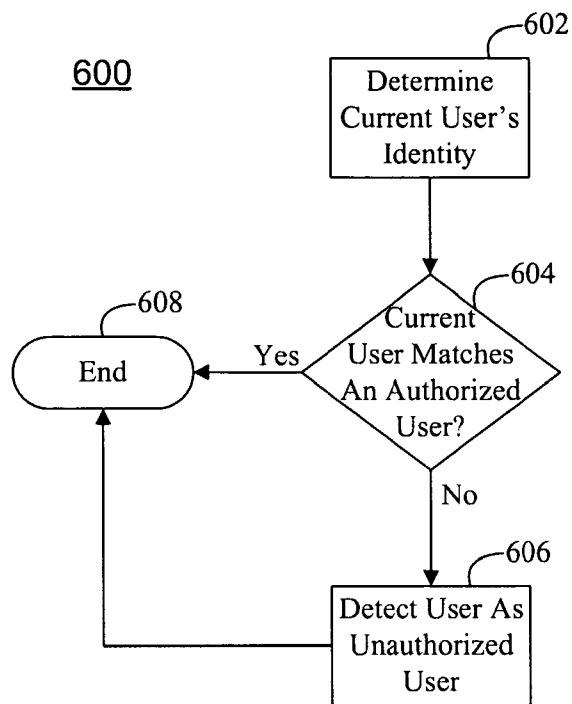 602
600
Determine
Current User's
Identity
604
608
Current
User Matches
An Authorized
User?
Yes
End
No
606
Detect User As
Unauthorized
User